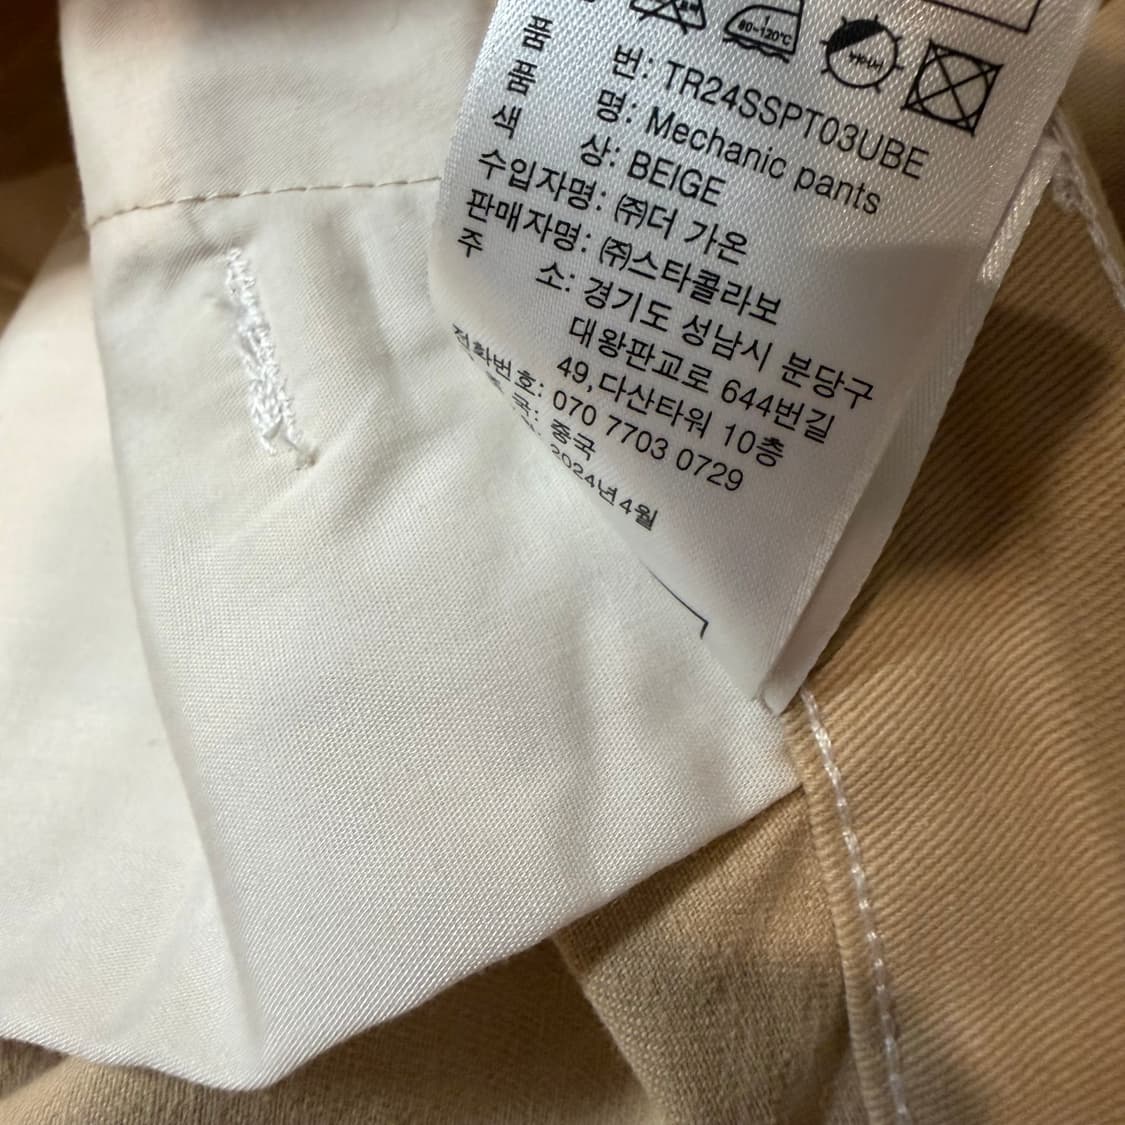 80~120℃
품 번: TR24SSPT03UBE
품 명: Mechanic pants
색 상: BEIGE
수입자명: ㈜더 가온
판매자명: ㈜스타콜라보
주 소: 경기도 성남시 분당구
대왕판교로 644번길
49,다산타워 10층
전화번호: 070 7703 0729
중국
2024년 4월